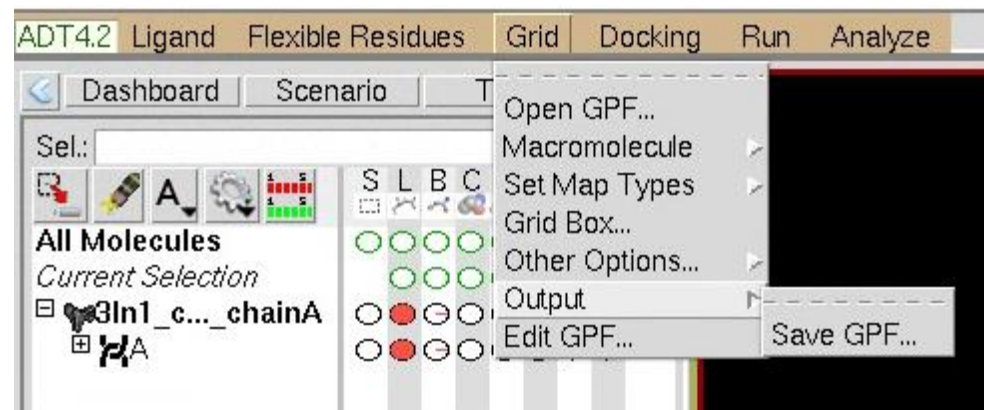 ADT4.2 Ligand Flexible Residues Grid Docking Run Analyze
Dashboard Scenario T
Open GPF...
Sel.:
Macromolecule
S L B C
Set Map Types
A
Grid Box...
All Molecules
Other Options...
Current Selection
Output
3ln1_c..._chainA
Save GPF...
Edit GPF...
A